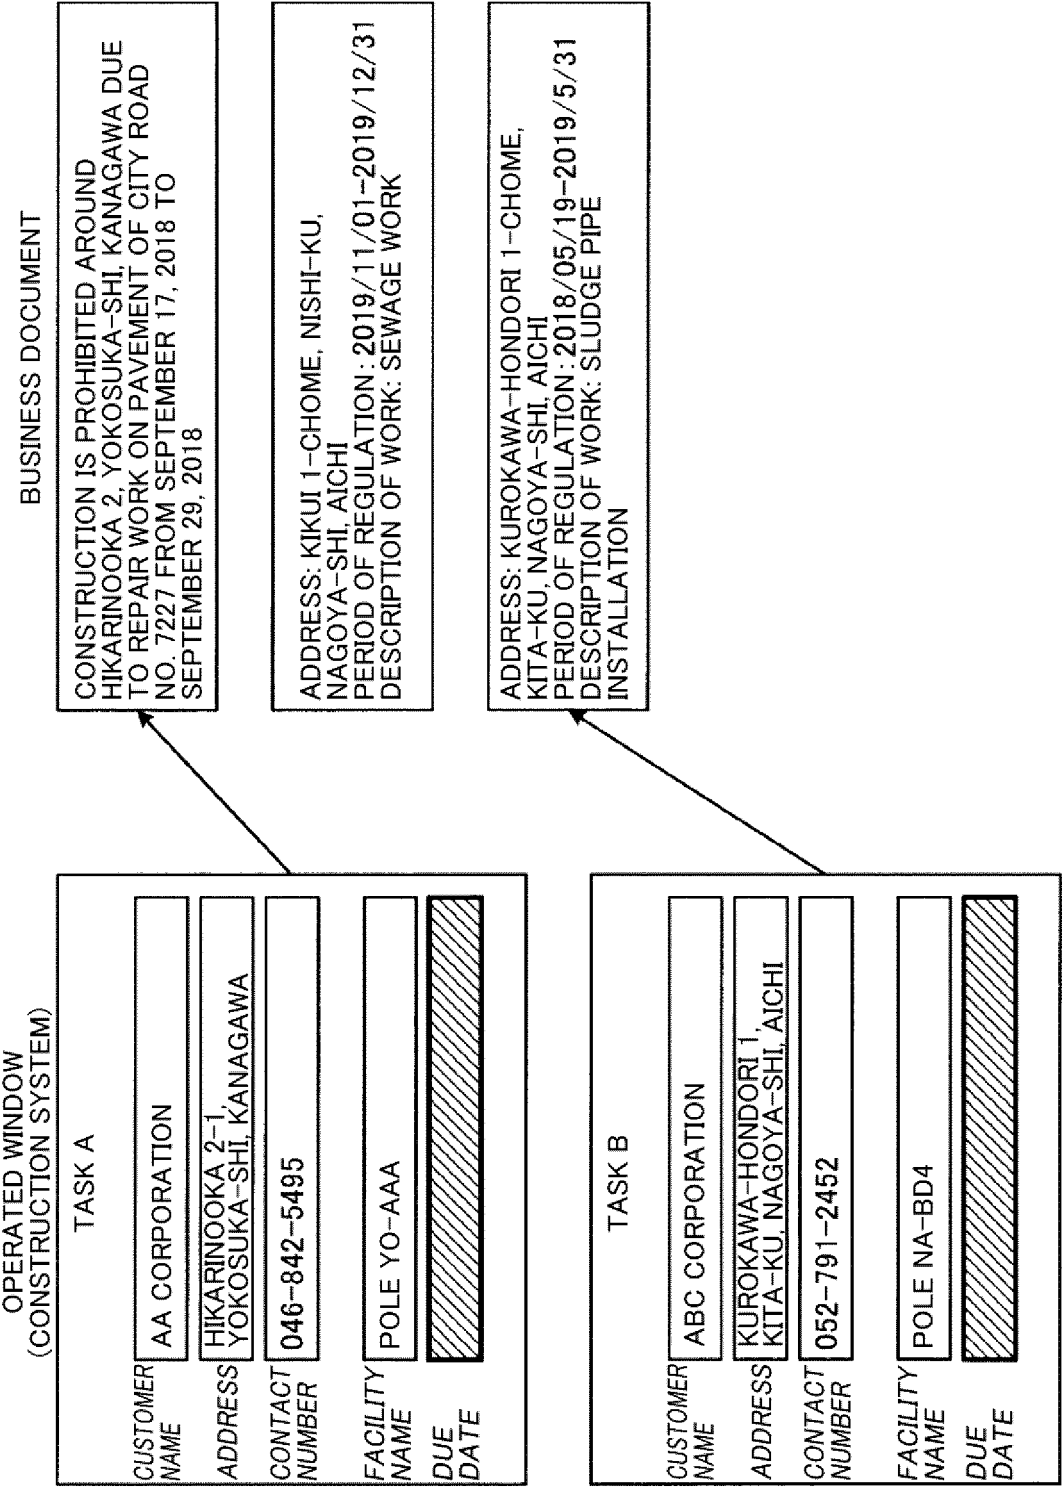 OPERATED WINDOW
(CONSTRUCTION SYSTEM)
TASK A
CUSTOMER
NAME
AA CORPORATION
ADDRESS
HIKARINOOKA 2-1,
YOKOSUKA-SHI, KANAGAWA
CONTACT
NUMBER
046-842-5495
FACILITY
NAME
POLE YO-AAA
DUE
DATE
TASK B
CUSTOMER
NAME
ABC CORPORATION
ADDRESS
KUROKAWA-HONDORI 1,
KITA-KU, NAGOYA-SHI, AICHI
CONTACT
NUMBER
052-791-2452
FACILITY
NAME
POLE NA-BD4
DUE
DATE
BUSINESS DOCUMENT
CONSTRUCTION IS PROHIBITED AROUND
HIKARINOOKA 2, YOKOSUKA-SHI, KANAGAWA DUE
TO REPAIR WORK ON PAVEMENT OF CITY ROAD
NO. 7227 FROM SEPTEMBER 17, 2018 TO
SEPTEMBER 29, 2018
ADDRESS: KIKUI 1-CHOME, NISHI-KU,
NAGOYA-SHI, AICHI
PERIOD OF REGULATION: 2019/11/01-2019/12/31
DESCRIPTION OF WORK: SEWAGE WORK
ADDRESS: KUROKAWA-HONDORI 1-CHOME,
KITA-KU, NAGOYA-SHI, AICHI
PERIOD OF REGULATION: 2018/05/19-2019/5/31
DESCRIPTION OF WORK: SLUDGE PIPE
INSTALLATION